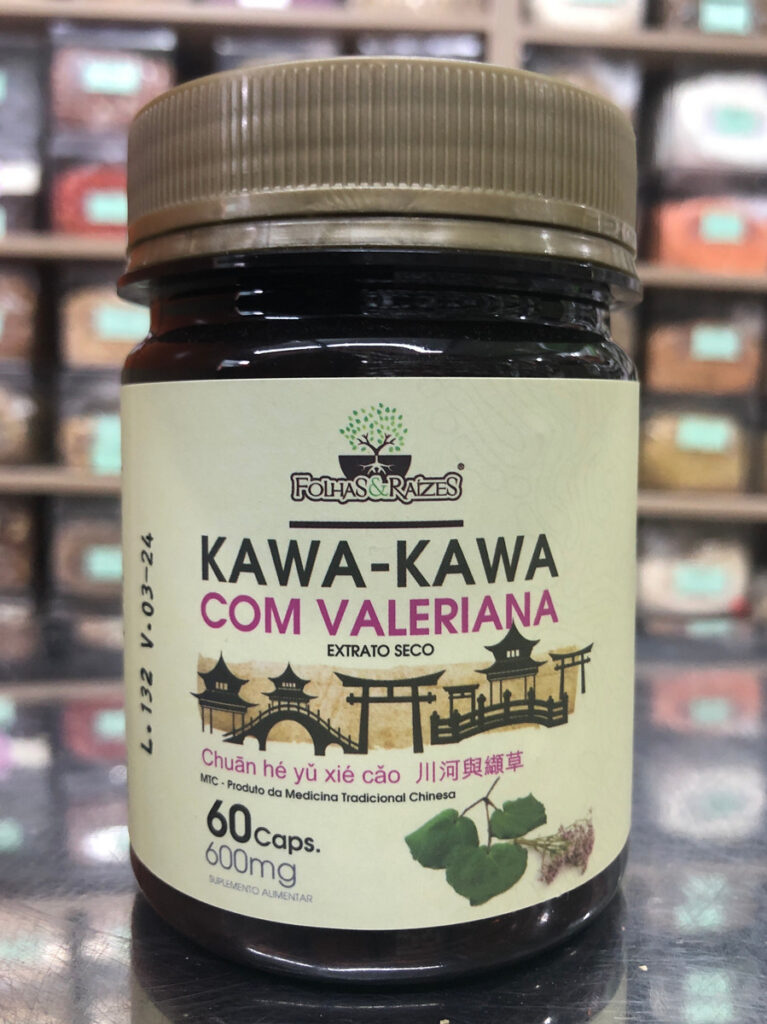 FOLHAS&RAÍZES®
KAWA-KAWA
COM VALERIANA
EXTRATO SECO
Chuān hé yǔ xié cǎo 川河與纈草
MTC - Produto da Medicina Tradicional Chinesa
60 Caps.
600mg
SUPLEMENTO ALIMENTAR
L. 132 V. 03-24